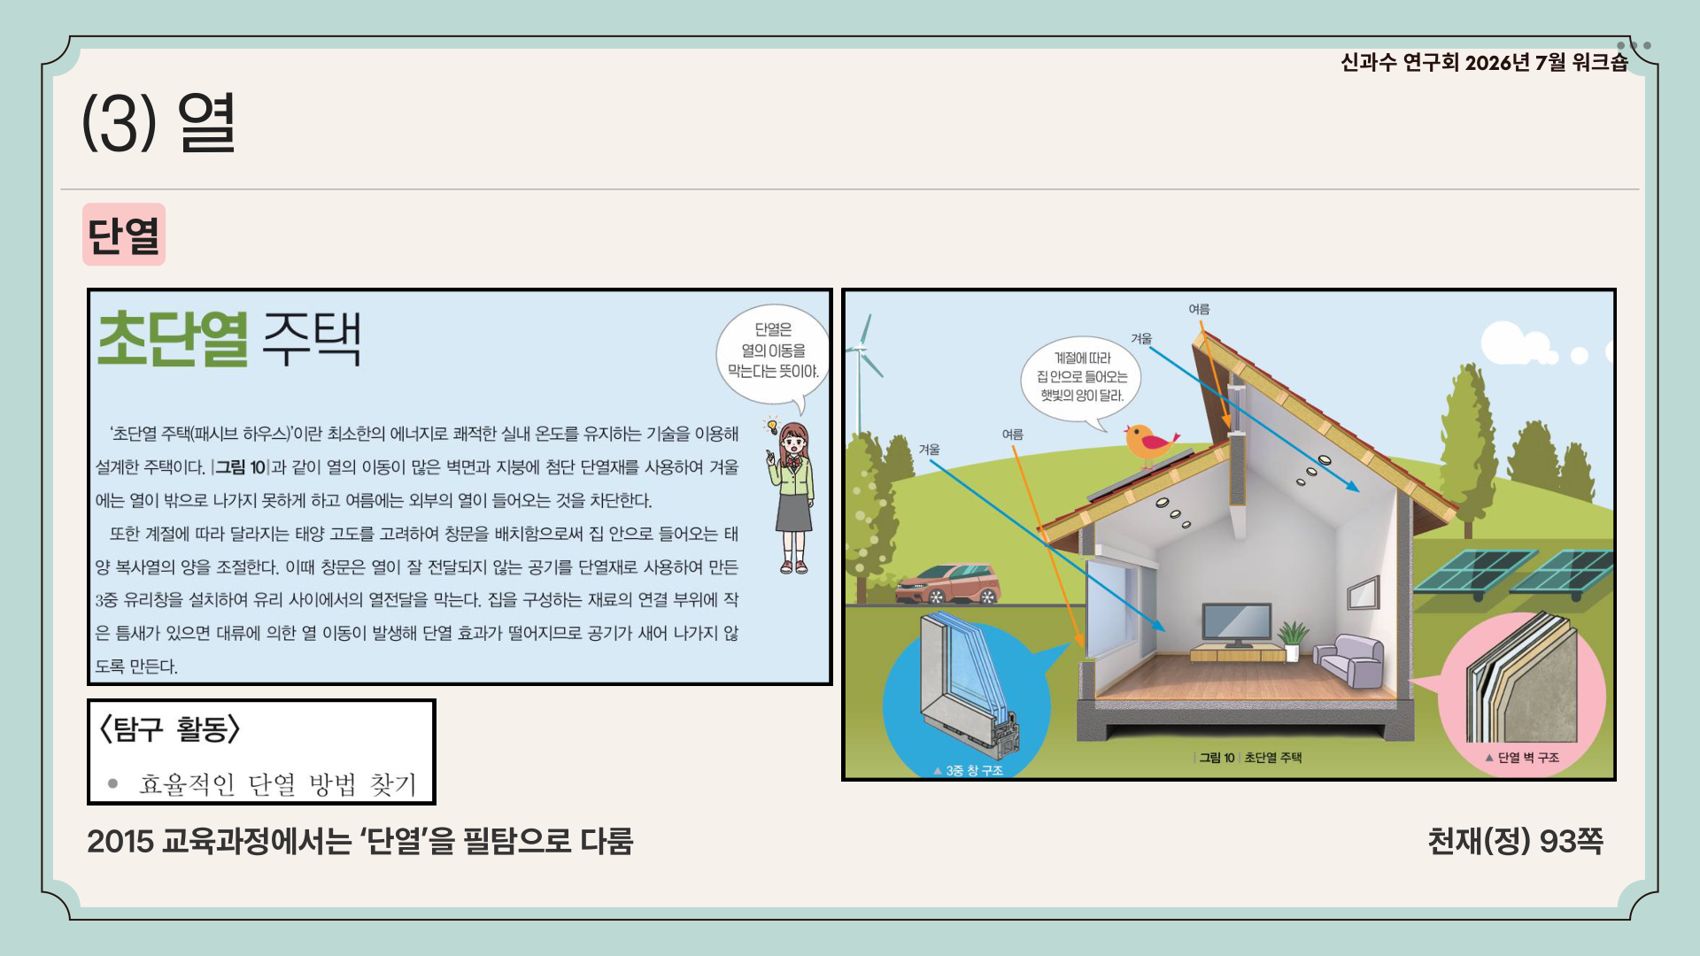 신과수 연구회 2026년 7월 워크숍
(3) 열
단열
초단열 주택
단열은
열의 이동을
막는다는 뜻이야.
‘초단열 주택(패시브 하우스)’이란 최소한의 에너지로 쾌적한 실내 온도를 유지하는 기술을 이용해
설계한 주택이다. |그림 10|과 같이 열의 이동이 많은 벽면과 지붕에 첨단 단열재를 사용하여 겨울
에는 열이 밖으로 나가지 못하게 하고 여름에는 외부의 열이 들어오는 것을 차단한다.
또한 계절에 따라 달라지는 태양 고도를 고려하여 창문을 배치함으로써 집 안으로 들어오는 태
양 복사열의 양을 조절한다. 이때 창문은 열이 잘 전달되지 않는 공기를 단열재로 사용하여 만든
3중 유리창을 설치하여 유리 사이에서의 열전달을 막는다. 집을 구성하는 재료의 연결 부위에 작
은 틈새가 있으면 대류에 의한 열 이동이 발생해 단열 효과가 떨어지므로 공기가 새어 나가지 않
도록 만든다.
여름
겨울
계절에 따라
집 안으로 들어오는
햇빛의 양이 달라.
여름
겨울
▲ 3중 창 구조
|그림 10| 초단열 주택
▲ 단열 벽 구조
<탐구 활동>
• 효율적인 단열 방법 찾기
2015 교육과정에서는 ‘단열’을 필탐으로 다룸
천재(정) 93쪽